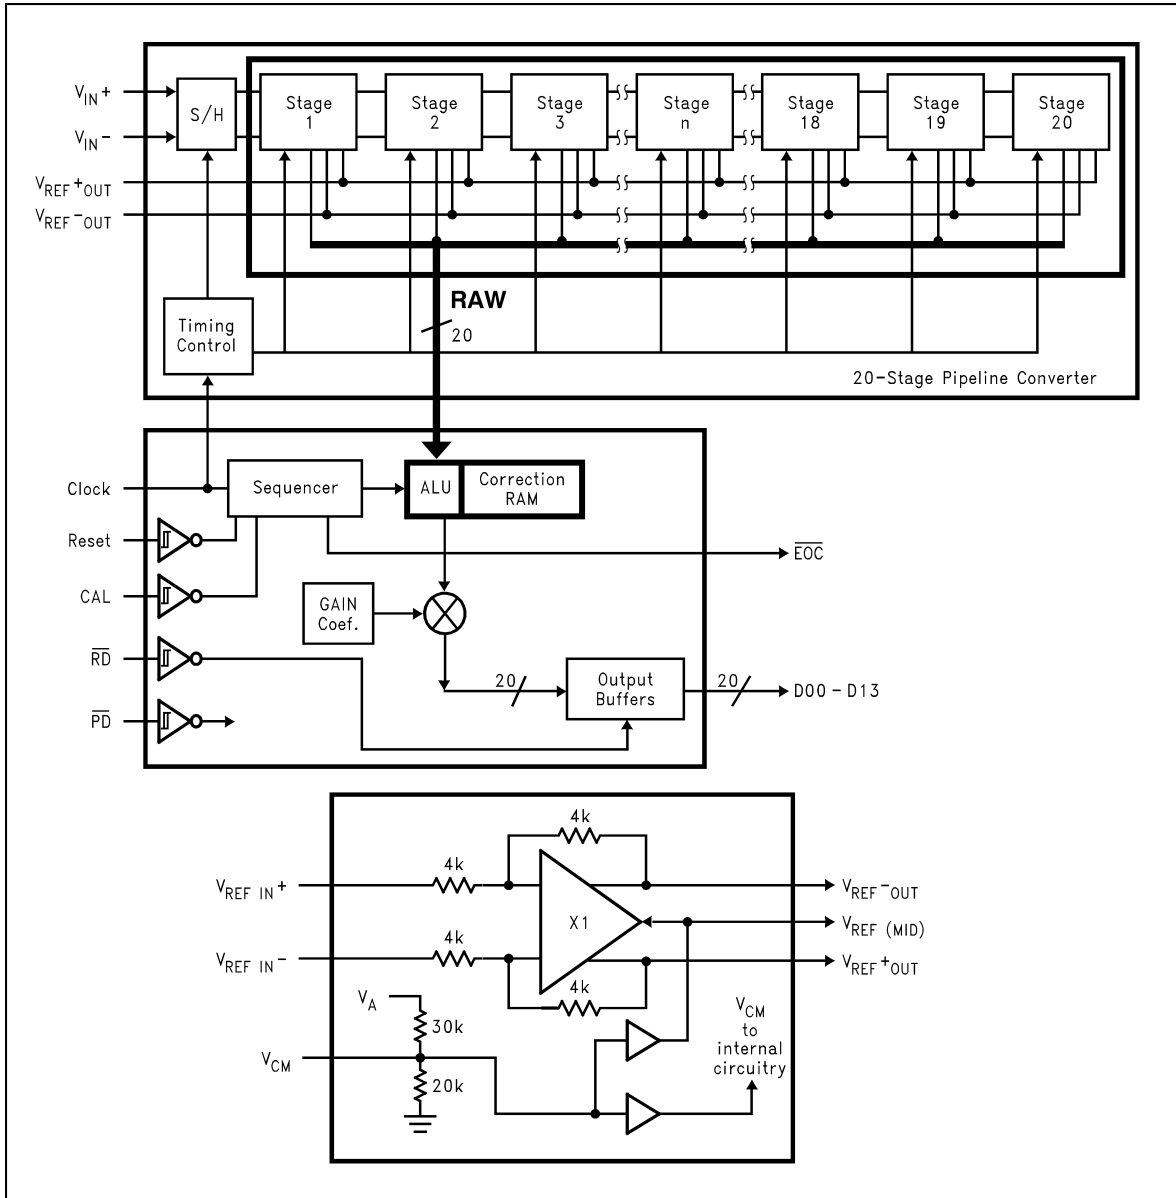 VIN+
VIN-
S/H
Stage 1
Stage 2
Stage 3
Stage n
Stage 18
Stage 19
Stage 20
VREF+OUT
VREF-OUT
RAW
20
Timing
Control
20-Stage Pipeline Converter
Clock
Sequencer
ALU
Correction
RAM
Reset
EOC
CAL
GAIN
Coef.
RD
20
Output
Buffers
20
D00 - D13
PD
4k
4k
VREF IN+
VREF-OUT
X1
VREF (MID)
4k
VREF IN-
VREF+OUT
4k
VA
30k
VCM
20k
VCM
to
internal
circuitry